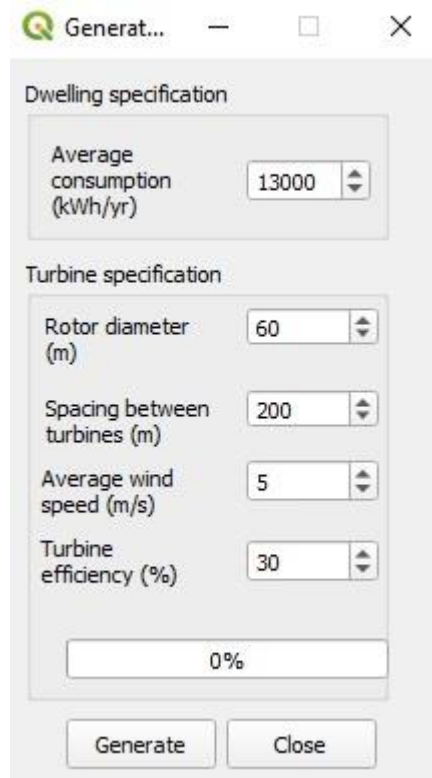 Generat...
Dwelling specification
Average
consumption
(kWh/yr)
13000
Turbine specification
Rotor diameter
(m)
60
Spacing between
turbines (m)
200
Average wind
speed (m/s)
5
Turbine
efficiency (%)
30
0%
Generate
Close